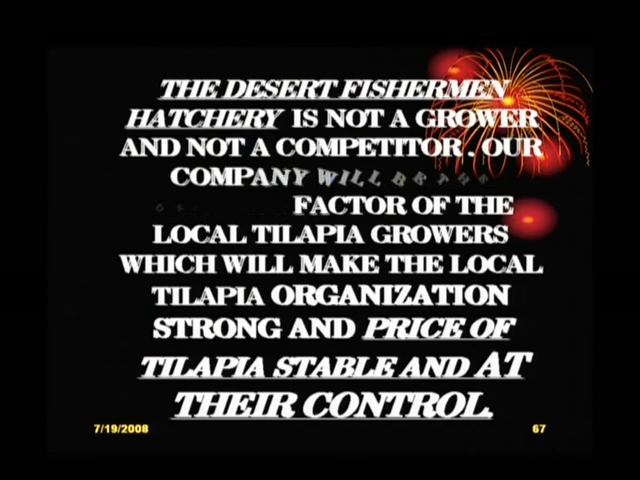 THE DESERT FISHERMEN
HATCHERY IS NOT A GROWER
AND NOT A COMPETITOR . OUR
COMPANY WILL BE THE
FACTOR OF THE
LOCAL TILAPIA GROWERS
WHICH WILL MAKE THE LOCAL
TILAPIA ORGANIZATION
STRONG AND PRICE OF
TILAPIA STABLE AND AT
THEIR CONTROL.
7/19/2008
67